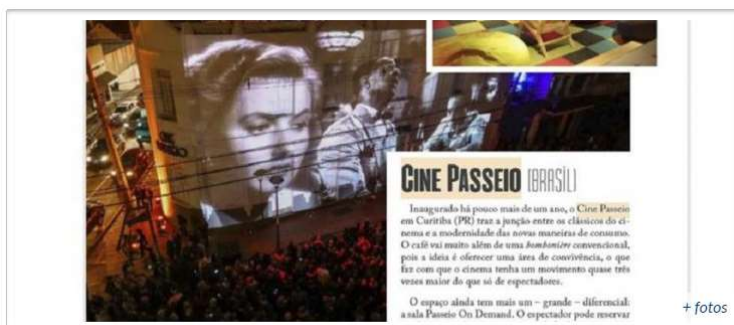 CINE PASSEIO [BRASIL]
Inaugurado há pouco mais de um ano, o Cine Passeio
em Curitiba (PR) traz a junção entre os clássicos do ci-
nema e a modernidade das novas maneiras de consumo.
O café vai muito além de uma bombonière convencional,
pois a ideia é oferecer uma área de convivência, o que
faz com que o cinema tenha um movimento quase três
vezes maior do que só de espectadores.
O espaço ainda tem mais um – grande – diferencial:
a sala Passeio On Demand. O espectador pode reservar
+ fotos